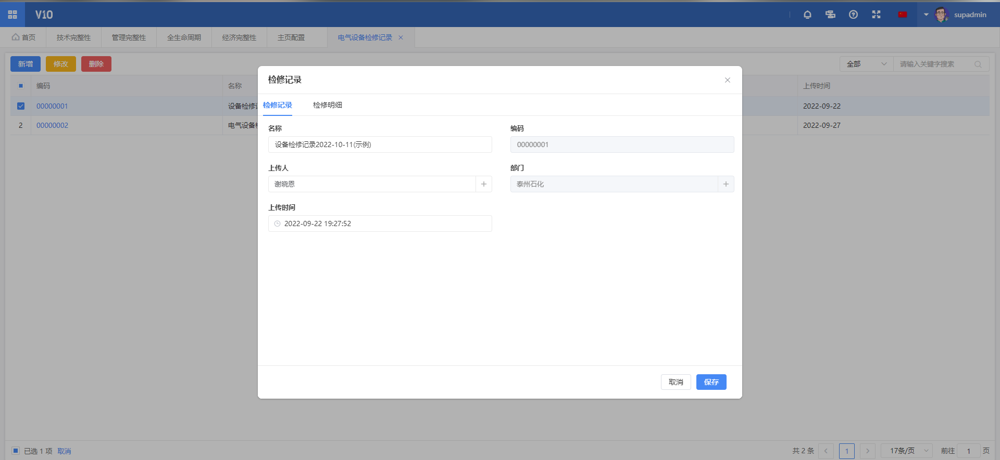 V10
supadmin
首页
技术完整性
管理完整性
全生命周期
经济完整性
主页配置
电气设备检修记录
新增
修改
删除
全部
请输入关键字搜索
编码
名称
上传时间
00000001
设备检修
2022-09-22
2
00000002
电气设备
2022-09-27
检修记录
检修记录
检修明细
名称
编码
设备检修记录2022-10-11(示例)
00000001
上传人
部门
谢晓恩
泰州石化
上传时间
2022-09-22 19:27:52
取消
保存
已选 1 项 取消
共 2 条
1
17条/页
前往 1 页